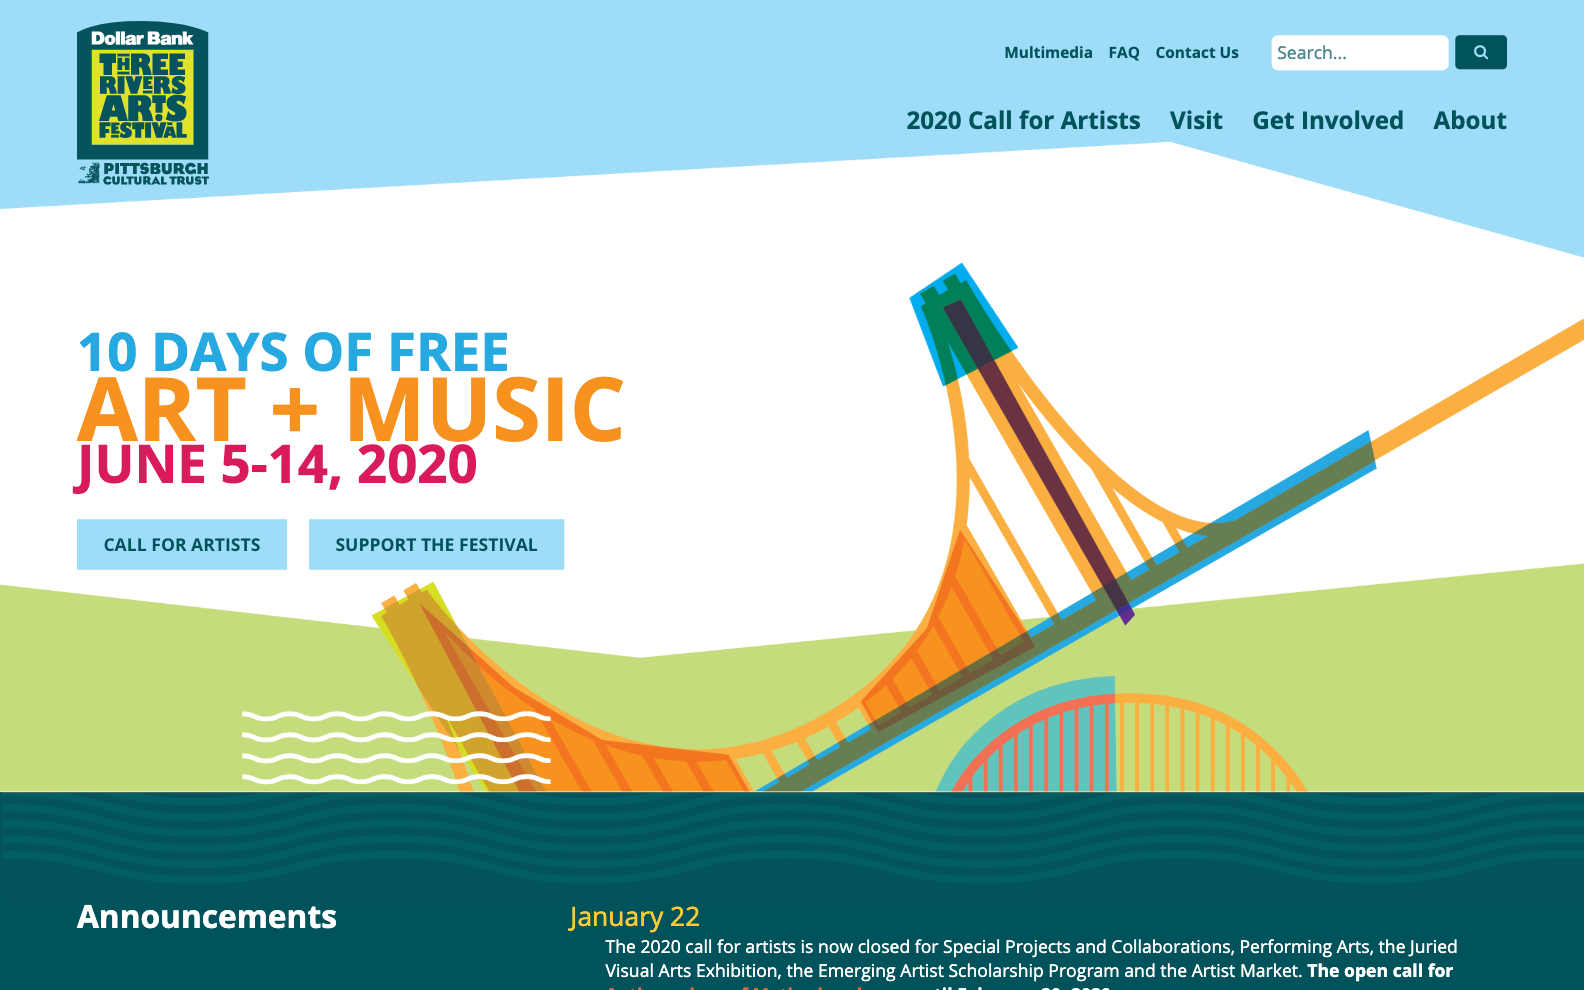 Dollar Bank
THREE
RIVERS
ARTS
FESTIVAL
PITTSBURGH
CULTURAL TRUST
Multimedia FAQ Contact Us Search...
2020 Call for Artists Visit Get Involved About
10 DAYS OF FREE
ART + MUSIC
JUNE 5-14, 2020
CALL FOR ARTISTS SUPPORT THE FESTIVAL
Announcements
January 22
The 2020 call for artists is now closed for Special Projects and Collaborations, Performing Arts, the Juried
Visual Arts Exhibition, the Emerging Artist Scholarship Program and the Artist Market. The open call for